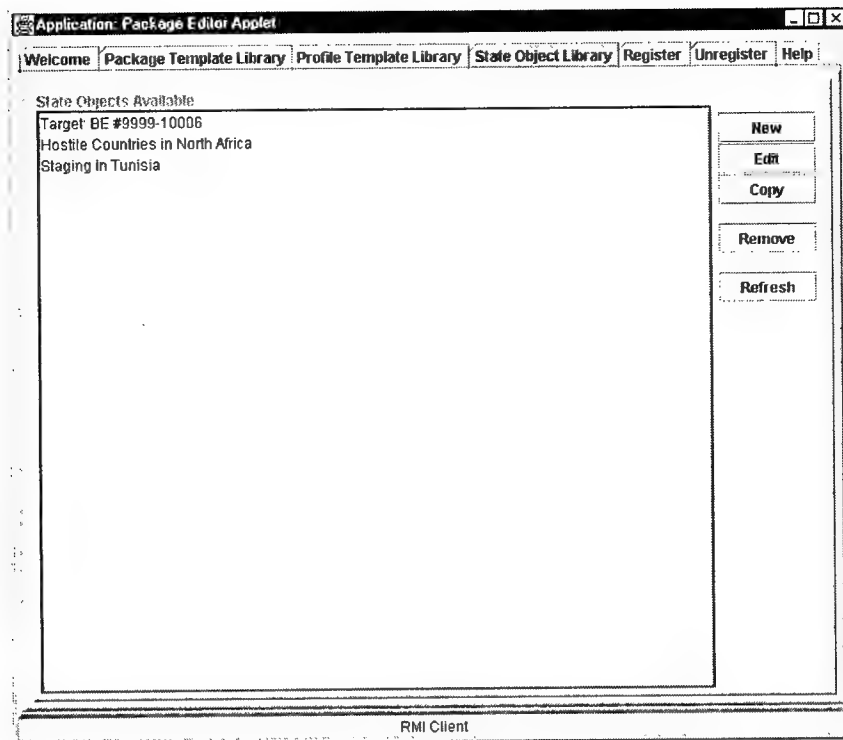 Application: Package Editor Applet
Welcome Package Template Library Profile Template Library State Object Library Register Unregister Help
State Objects Available
Target BE #9999-10006
Hostile Countries in North Africa
Staging in Tunisia
New
Edit
Copy
Remove
Refresh
RMI Client